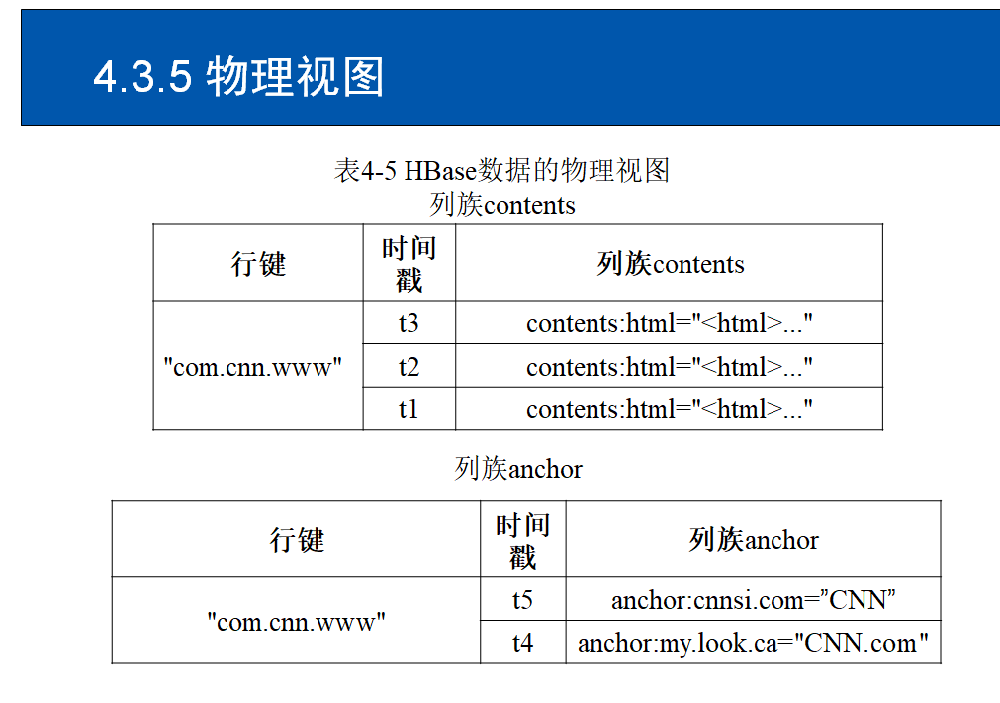 4.3.5 物理视图
表4-5 HBase数据的物理视图
列族contents
行键 时间戳 列族contents
"com.cnn.www" t3 contents:html="<html>..."
t2 contents:html="<html>..."
t1 contents:html="<html>..."
列族anchor
行键 时间戳 列族anchor
"com.cnn.www" t5 anchor:cnnsi.com=”CNN”
t4 anchor:my.look.ca="CNN.com"